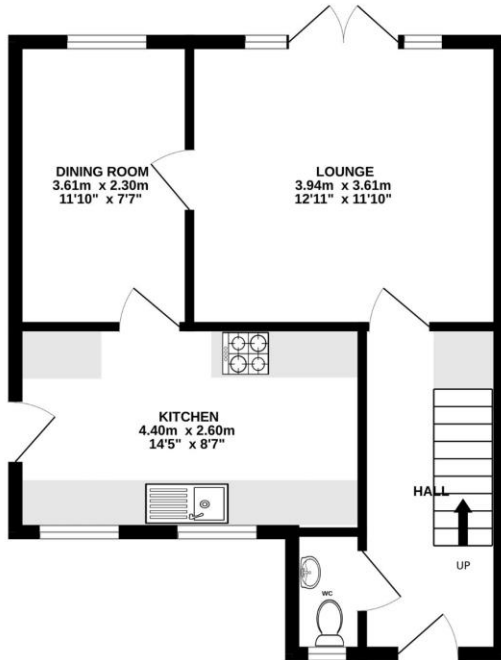 DINING ROOM
3.61m x 2.30m
11'10" x 7'7"
LOUNGE
3.94m x 3.61m
12'11" x 11'10"
KITCHEN
4.40m x 2.60m
14'5" x 8'7"
HALL
UP
WC